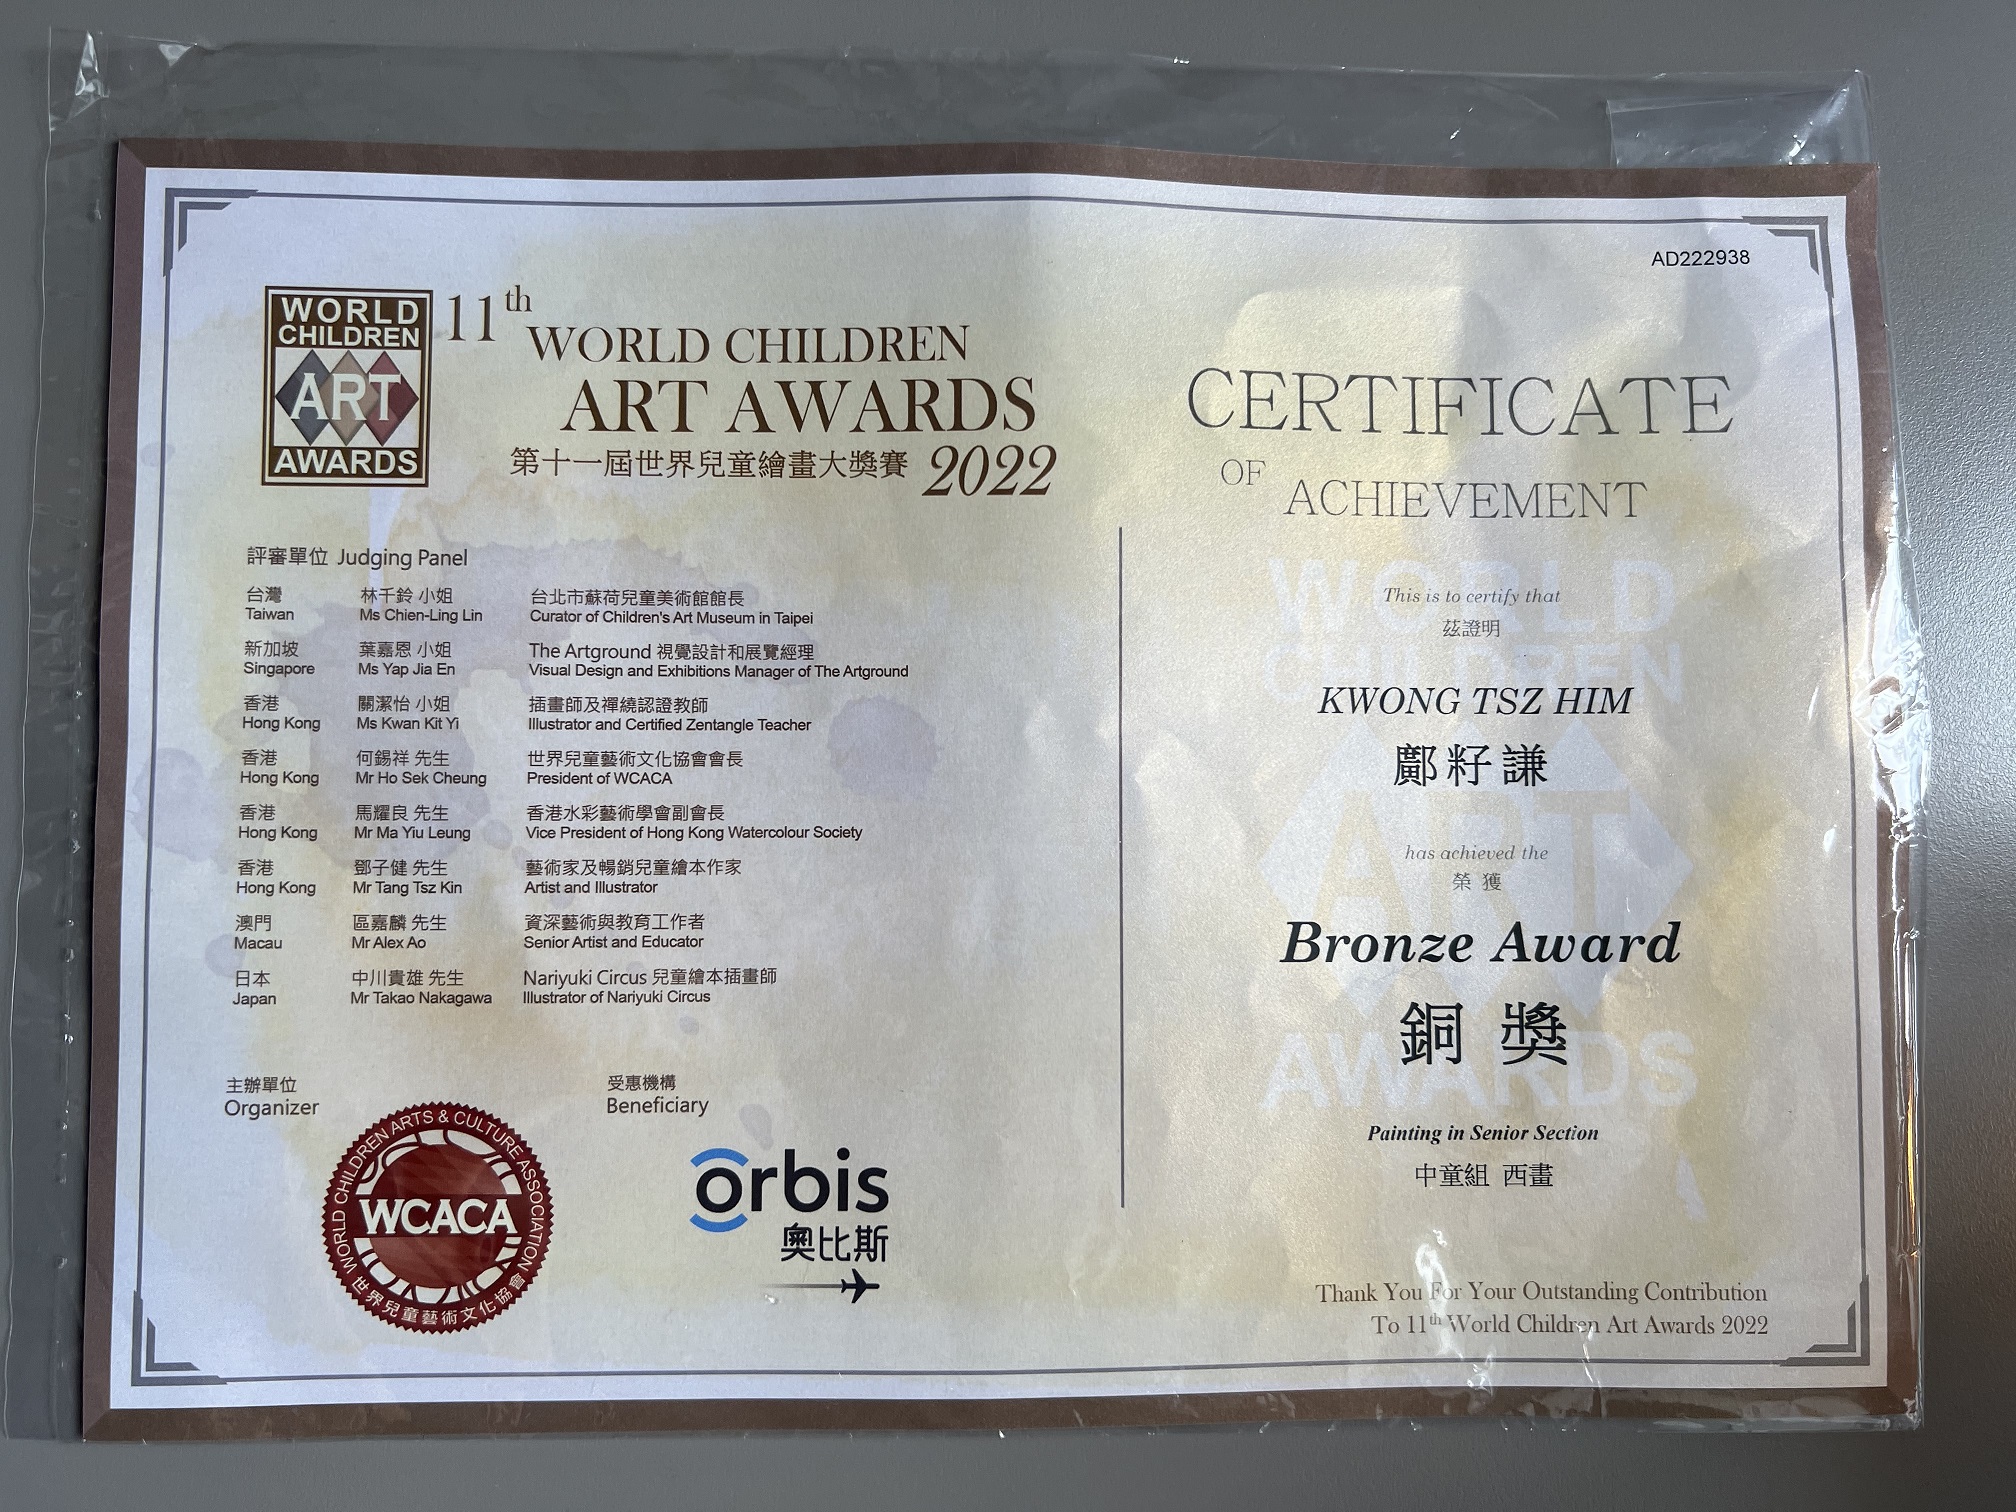 AD222938
WORLD
CHILDREN
ART
AWARDS
11th
WORLD CHILDREN
ART AWARDS
第十一屆世界兒童繪畫大獎賽 2022
評審單位 Judging Panel
台灣 林千鈴 小姐 台北市蘇荷兒童美術館館長
Taiwan Ms Chien-Ling Lin Curator of Children's Art Museum in Taipei
新加坡 葉嘉恩 小姐 The Artground 視覺設計和展覽經理
Singapore Ms Yap Jia En Visual Design and Exhibitions Manager of The Artground
香港 關潔怡 小姐 插畫師及禪繞認證教師
Hong Kong Ms Kwan Kit Yi Illustrator and Certified Zentangle Teacher
香港 何錫祥 先生 世界兒童藝術文化協會會長
Hong Kong Mr Ho Sek Cheung President of WCACA
香港 馬耀良 先生 香港水彩藝術學會副會長
Hong Kong Mr Ma Yiu Leung Vice President of Hong Kong Watercolour Society
香港 鄧子健 先生 藝術家及暢銷兒童繪本作家
Hong Kong Mr Tang Tsz Kin Artist and Illustrator
澳門 區嘉麟 先生 資深藝術與教育工作者
Macau Mr Alex Ao Senior Artist and Educator
日本 中川貴雄 先生 Nariyuki Circus 兒童繪本插畫師
Japan Mr Takao Nakagawa Illustrator of Nariyuki Circus
主辦單位
Organizer
WORLD CHILDREN ARTS & CULTURE ASSOCIATION
WCACA
世界兒童藝術文化協會
受惠機構
Beneficiary
orbis
奧比斯
CERTIFICATE
OF ACHIEVEMENT
This is to certify that
茲證明
KWONG TSZ HIM
鄺籽謙
has achieved the
榮 獲
Bronze Award
銅 獎
Painting in Senior Section
中童組 西畫
Thank You For Your Outstanding Contribution
To 11th World Children Art Awards 2022
WORLD
CHILDREN
ART
AWARDS